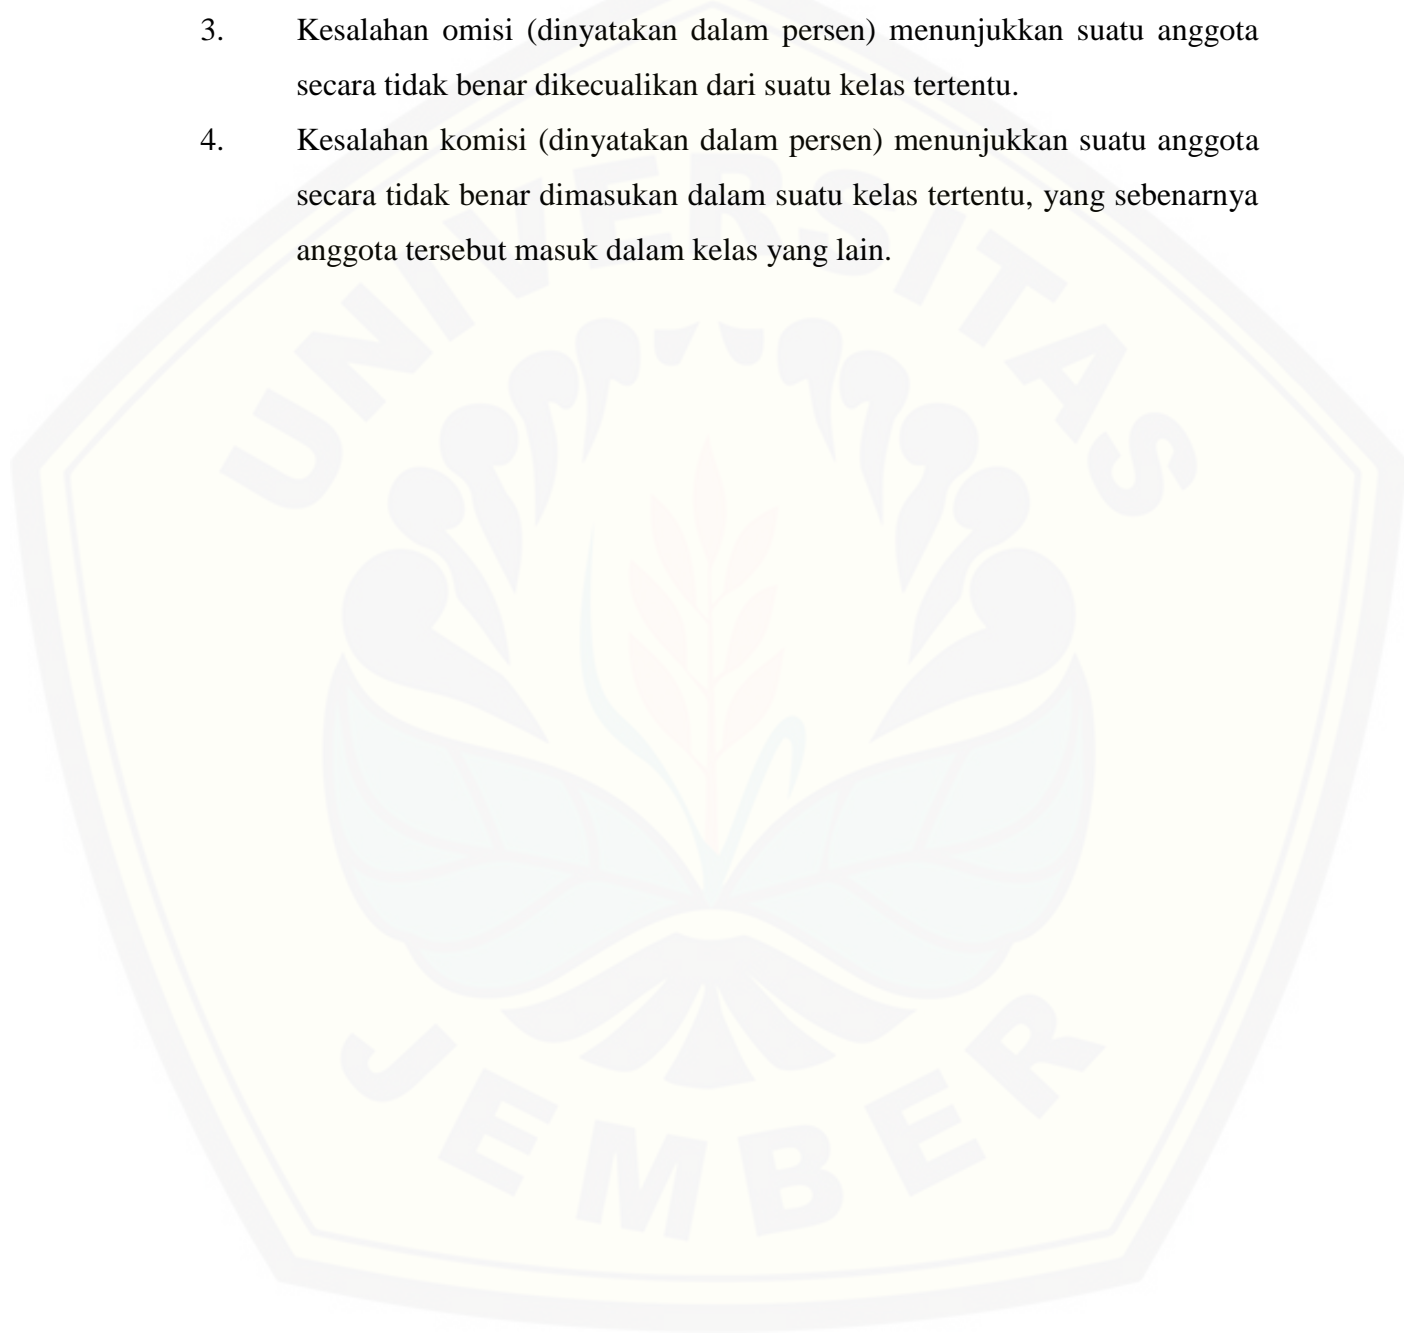 3. Kesalahan omisi (dinyatakan dalam persen) menunjukkan suatu anggota
secara tidak benar dikecualikan dari suatu kelas tertentu.
4. Kesalahan komisi (dinyatakan dalam persen) menunjukkan suatu anggota
secara tidak benar dimasukan dalam suatu kelas tertentu, yang sebenarnya
anggota tersebut masuk dalam kelas yang lain.
UNIVERSITAS
JEMBER